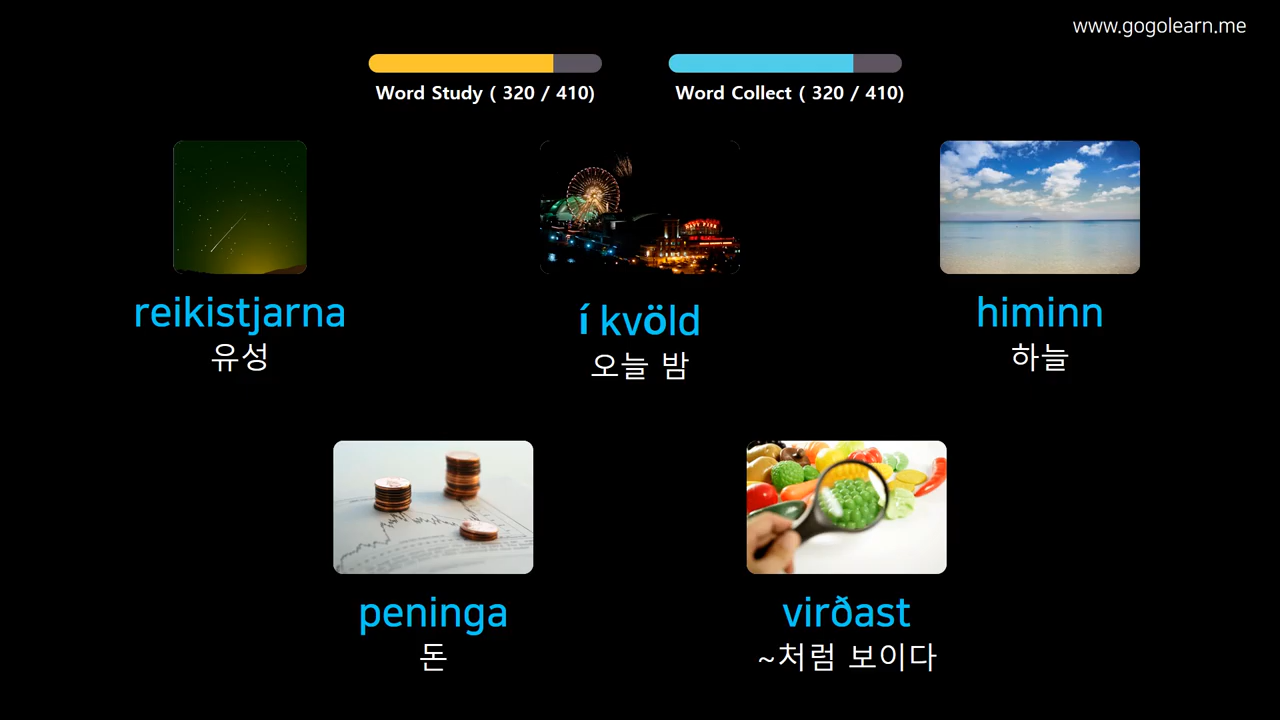 www.gogolearn.me
Word Study ( 320 / 410)
Word Collect ( 320 / 410)
reikistjarna
유성
í kvöld
오늘 밤
himinn
하늘
peninga
돈
virðast
~처럼 보이다